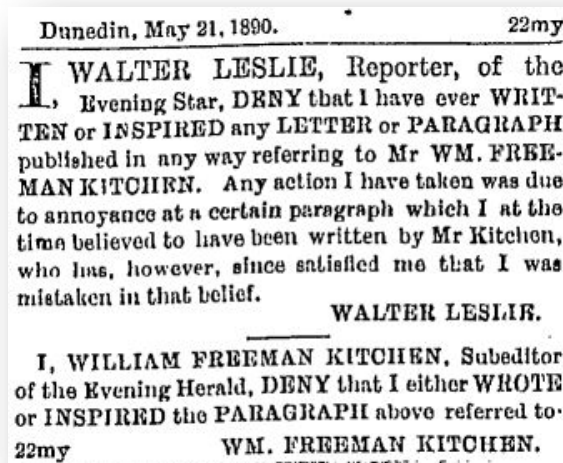 Dunedin, May 21, 1890. 22my
I, WALTER LESLIE, Reporter, of the
Evening Star, DENY that I have ever WRIT-
TEN or INSPIRED any LETTER or PARAGRAPH
published in any way referring to Mr WM. FREE-
MAN KITCHEN. Any action I have taken was due
to annoyance at a certain paragraph which I at the
time believed to have been written by Mr Kitchen,
who has, however, since satisfied me that I was
mistaken in that belief.
WALTER LESLIE.
I, WILLIAM FREEMAN KITCHEN, Subeditor
of the Evening Herald, DENY that I either WROTE
or INSPIRED the PARAGRAPH above referred to.
22my WM. FREEMAN KITCHEN.